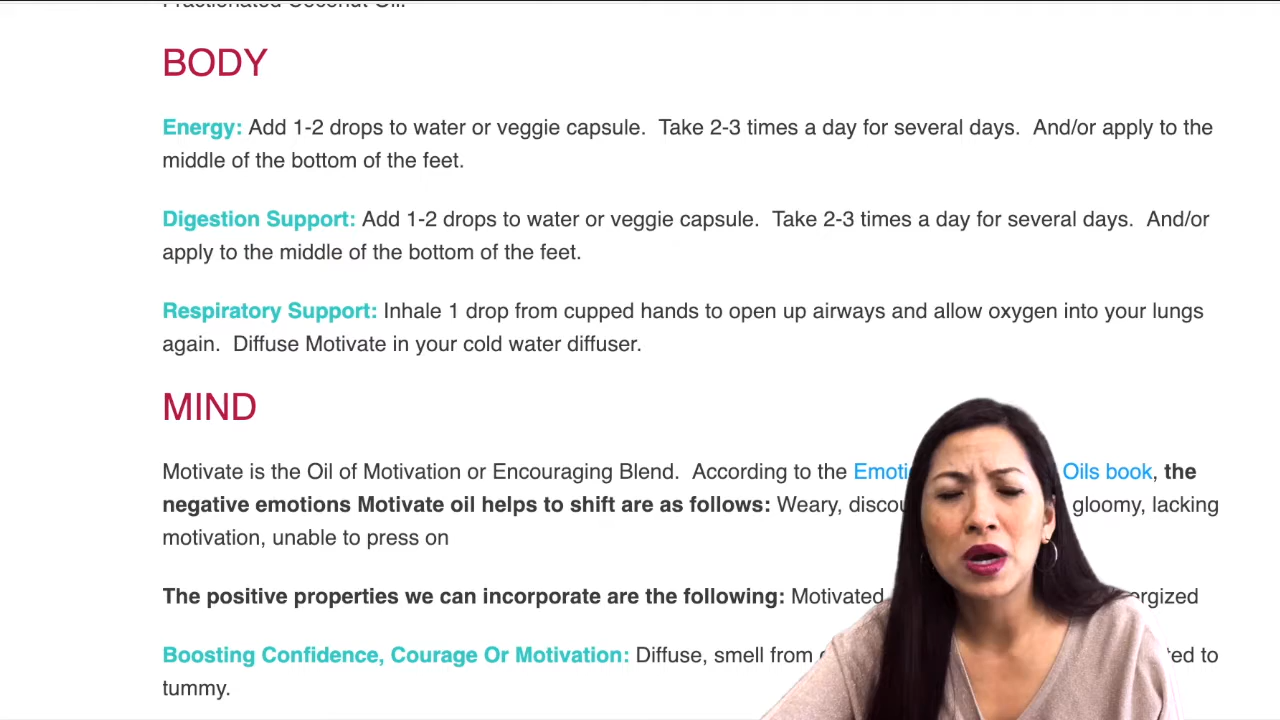 Fractionated Coconut Oil.
BODY
Energy: Add 1-2 drops to water or veggie capsule. Take 2-3 times a day for several days. And/or apply to the
middle of the bottom of the feet.
Digestion Support: Add 1-2 drops to water or veggie capsule. Take 2-3 times a day for several days. And/or
apply to the middle of the bottom of the feet.
Respiratory Support: Inhale 1 drop from cupped hands to open up airways and allow oxygen into your lungs
again. Diffuse Motivate in your cold water diffuser.
MIND
Motivate is the Oil of Motivation or Encouraging Blend. According to the Oils book, the
negative emotions Motivate oil helps to shift are as follows: Weary, gloomy, lacking
motivation, unable to press on
The positive properties we can incorporate are the following: Motivated
Boosting Confidence, Courage Or Motivation: Diffuse, smell from to
tummy.